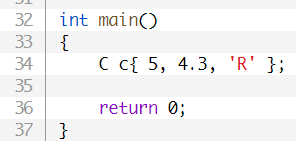 31
32 int main()
33 {
34     C c{ 5, 4.3, 'R' };
35
36     return 0;
37 }